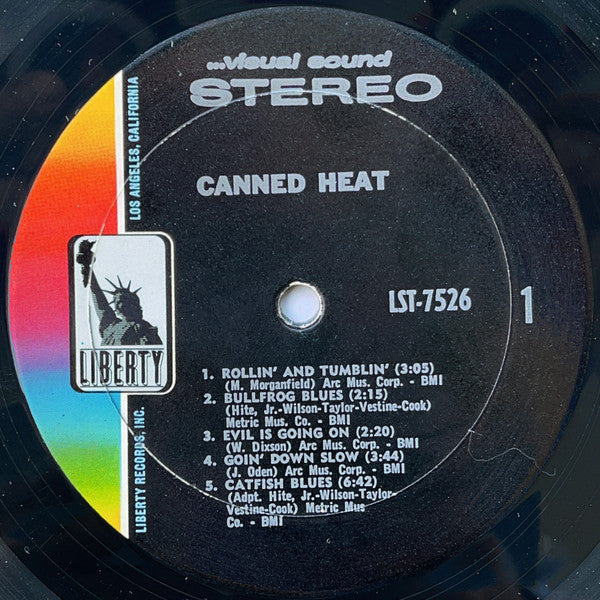 ...visual sound
STEREO
CANNED HEAT
LOS ANGELES, CALIFORNIA
LIBERTY
LIBERTY RECORDS, INC.
LST-7526
1
1. ROLLIN' AND TUMBLIN' (3:05)
(M. Morganfield) Arc Mus. Corp. - BMI
2. BULLFROG BLUES (2:15)
(Hite, Jr.-Wilson-Taylor-Vestine-Cook)
Metric Mus. Co. - BMI
3. EVIL IS GOING ON (2:20)
(W. Dixson) Arc Mus. Corp. - BMI
4. GOIN' DOWN SLOW (3:44)
(J. Oden) Arc Mus. Corp. - BMI
5. CATFISH BLUES (6:42)
(Adpt. Hite, Jr.-Wilson-Taylor-
Vestine-Cook) Metric Mus
Co. - BMI